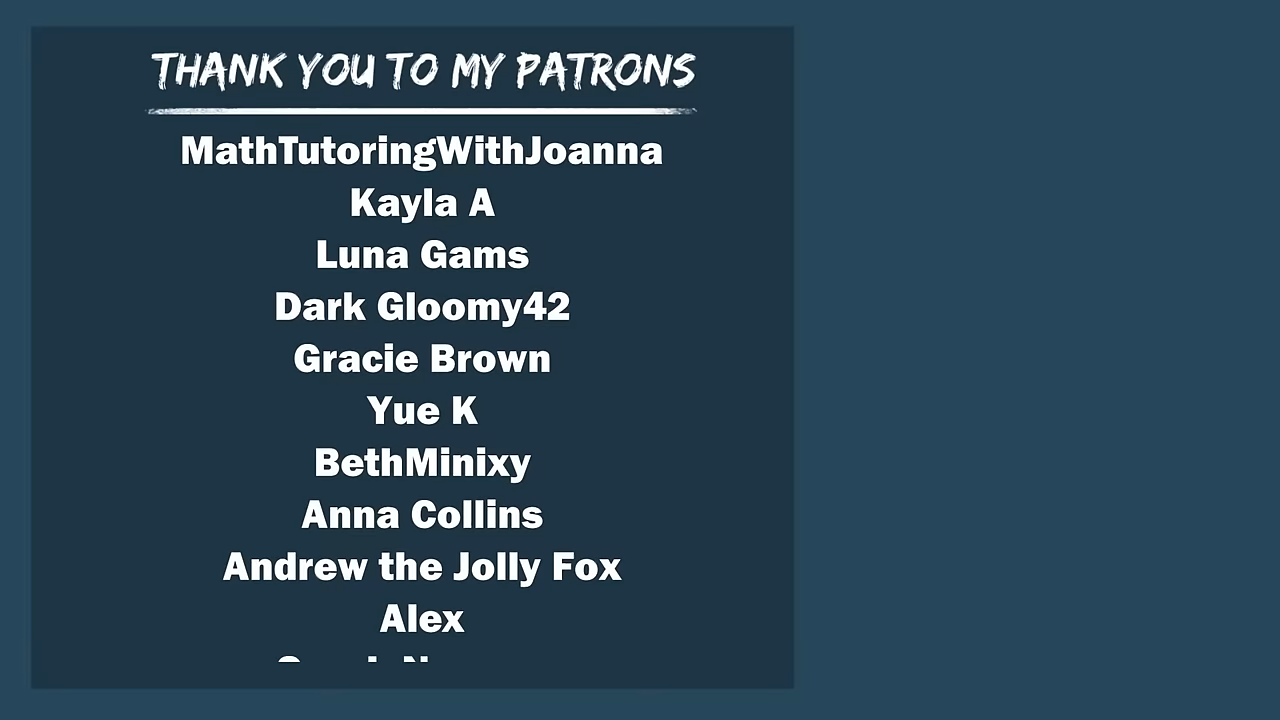 THANK YOU TO MY PATRONS
MathTutoringWithJoanna
Kayla A
Luna Gams
Dark Gloomy42
Gracie Brown
Yue K
BethMinixy
Anna Collins
Andrew the Jolly Fox
Alex